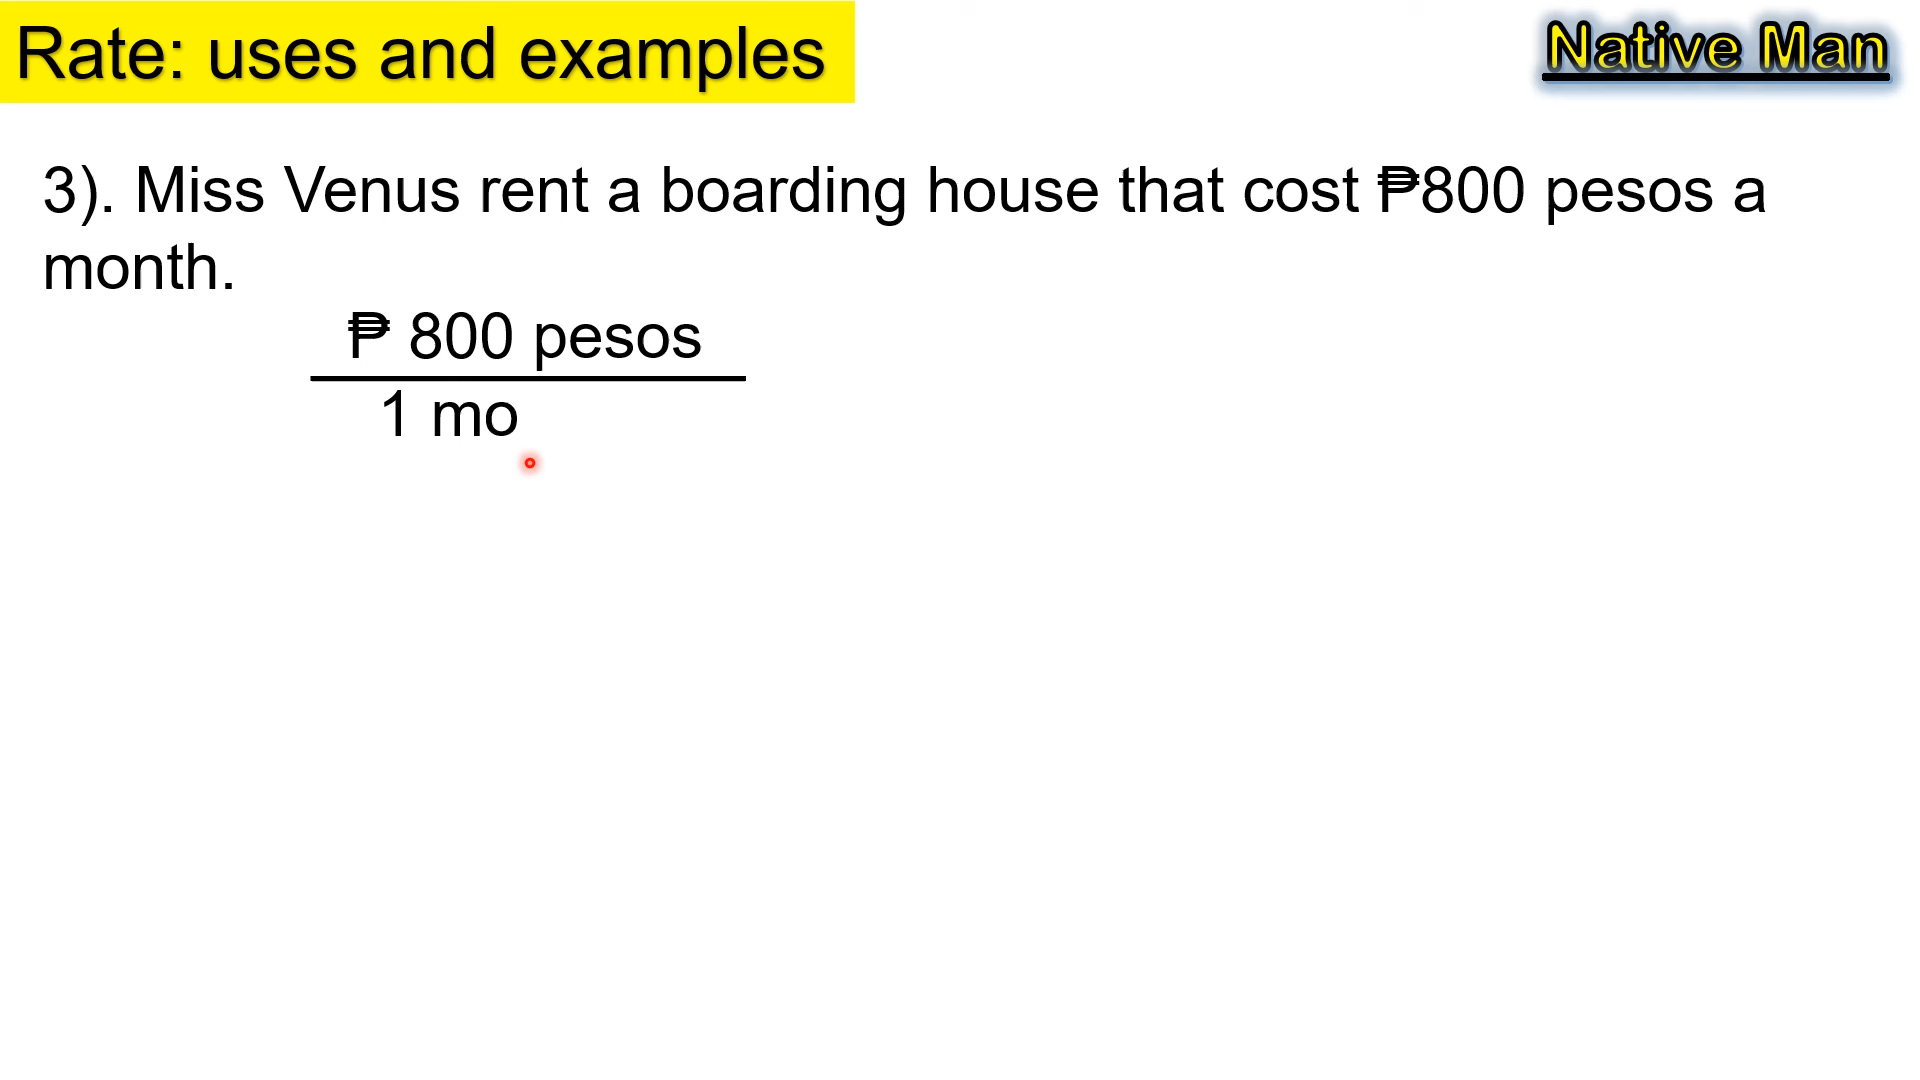 Rate: uses and examples
Native Man
3). Miss Venus rent a boarding house that cost ₱800 pesos a
month.
₱ 800 pesos
1 mo